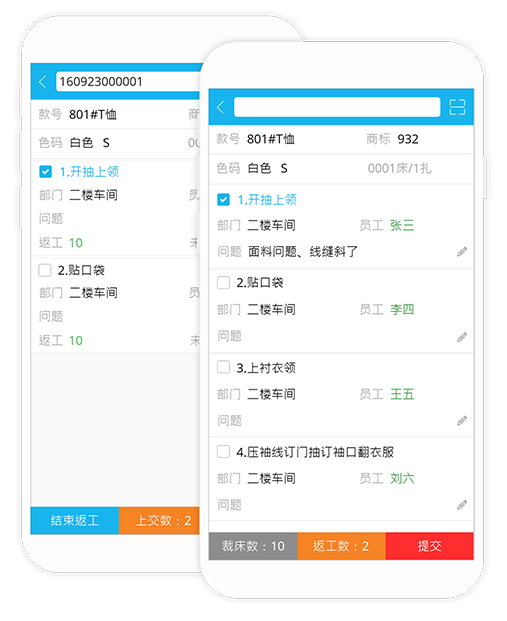 160923000001
款号 801#T恤 商
色码 白色 S
1.开抽上领
部门 二楼车间 员
问题
返工 10 未
2.贴口袋
部门 二楼车间 员
问题
返工 10 未
结束返工 上交数：2
款号 801#T恤 商标 932
色码 白色 S 0001床/1扎
1.开抽上领
部门 二楼车间 员工 张三
问题 面料问题、线缝斜了
2.贴口袋
部门 二楼车间 员工 李四
问题
3.上衬衣领
部门 二楼车间 员工 王五
问题
4.压袖线订门抽订袖口翻衣服
部门 二楼车间 员工 刘六
问题
裁床数：10 返工数：2 提交